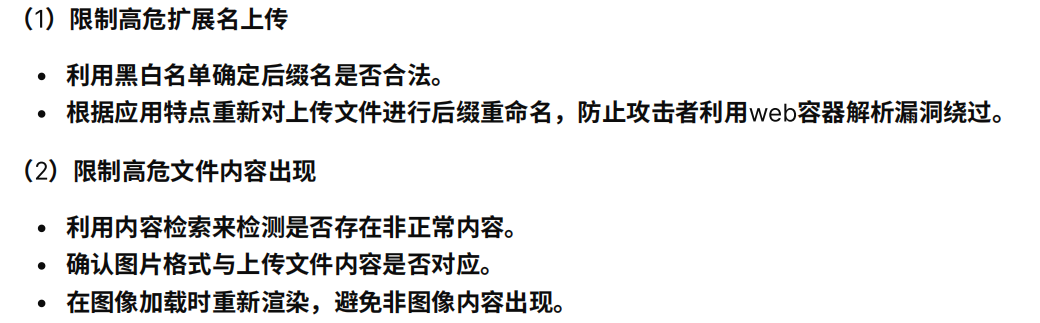 （1）限制高危扩展名上传
• 利用黑白名单确定后缀名是否合法。
• 根据应用特点重新对上传文件进行后缀重命名，防止攻击者利用web容器解析漏洞绕过。
（2）限制高危文件内容出现
• 利用内容检索来检测是否存在非正常内容。
• 确认图片格式与上传文件内容是否对应。
• 在图像加载时重新渲染，避免非图像内容出现。